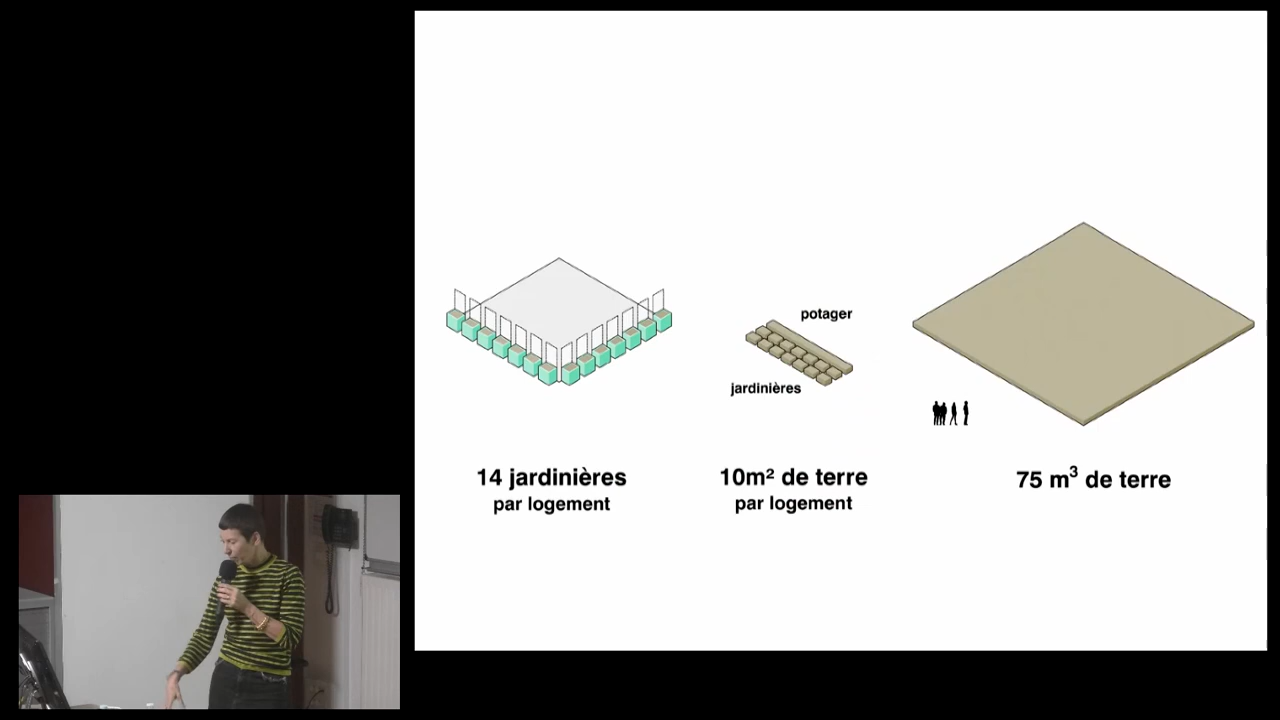 potager
jardinières
14 jardinières
par logement
10m² de terre
par logement
75 m³ de terre